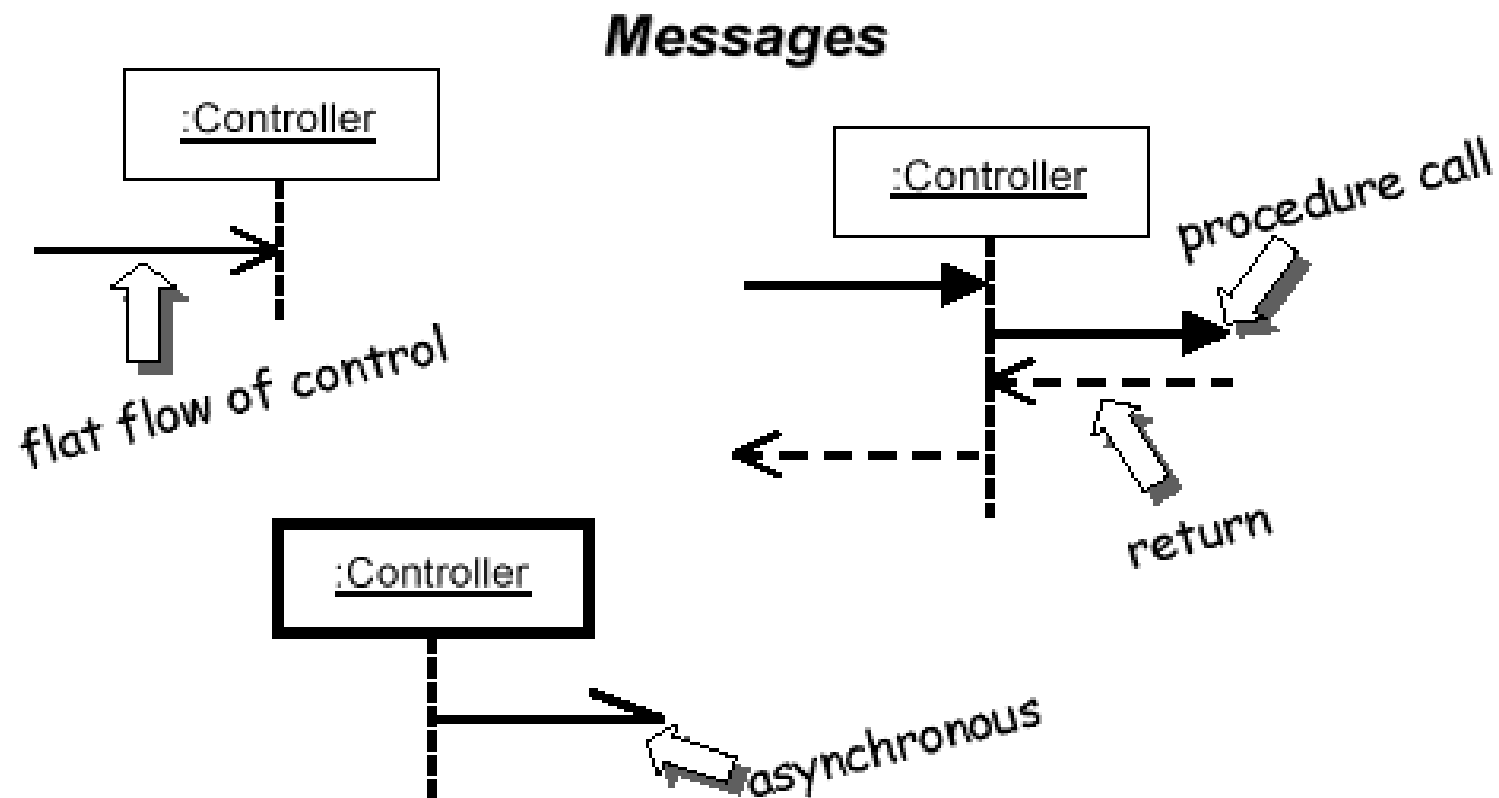 Messages
:Controller
:Controller
procedure call
flat flow of control
return
:Controller
asynchronous